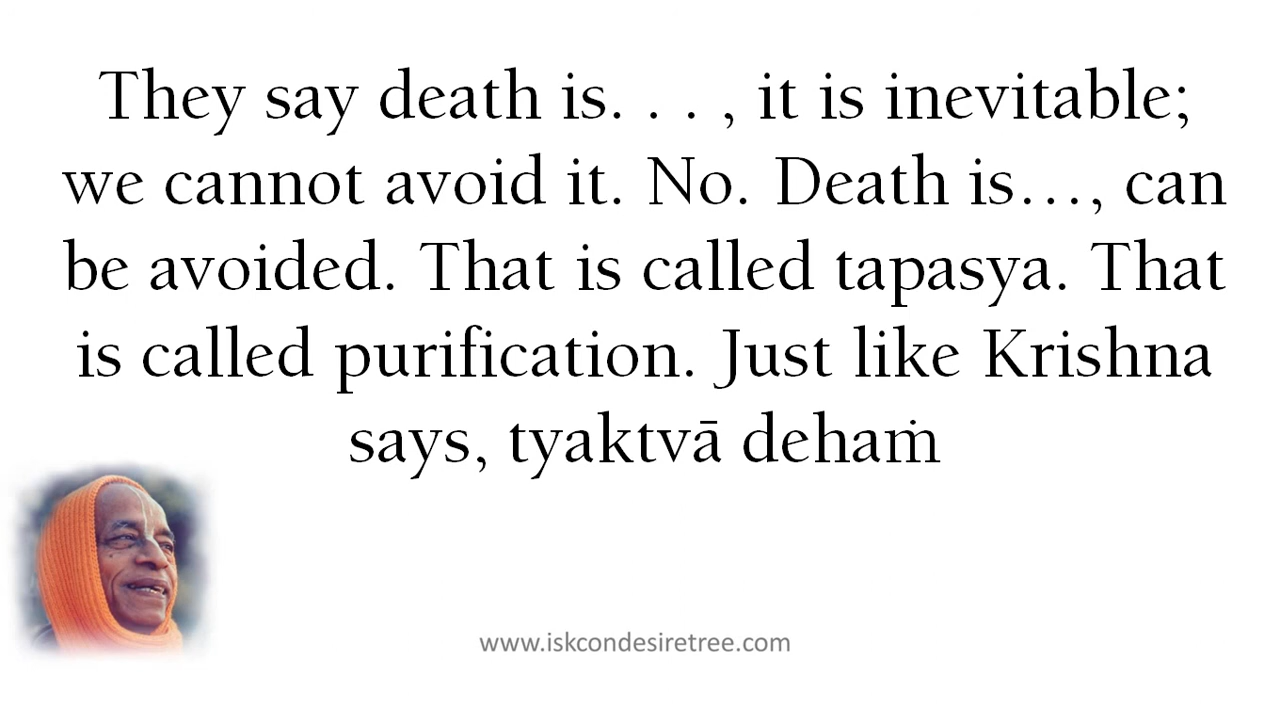 They say death is. . . , it is inevitable;
we cannot avoid it. No. Death is…, can
be avoided. That is called tapasya. That
is called purification. Just like Krishna
says, tyaktvā dehaṁ
www.iskcondesiretree.com